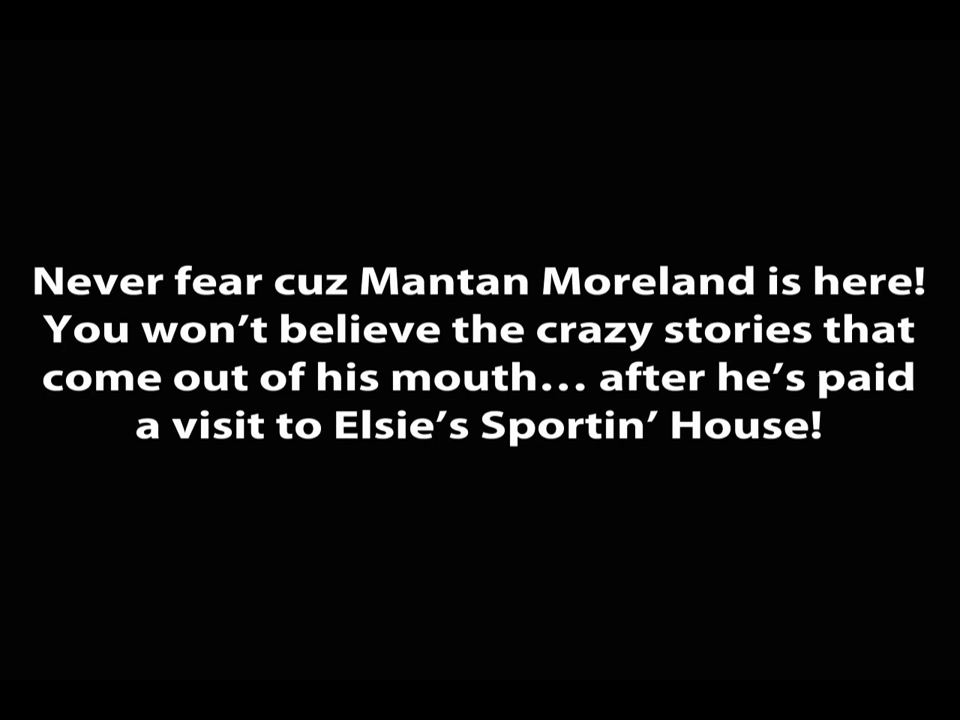 Never fear cuz Mantan Moreland is here!
You won’t believe the crazy stories that
come out of his mouth... after he’s paid
a visit to Elsie’s Sportin’ House!